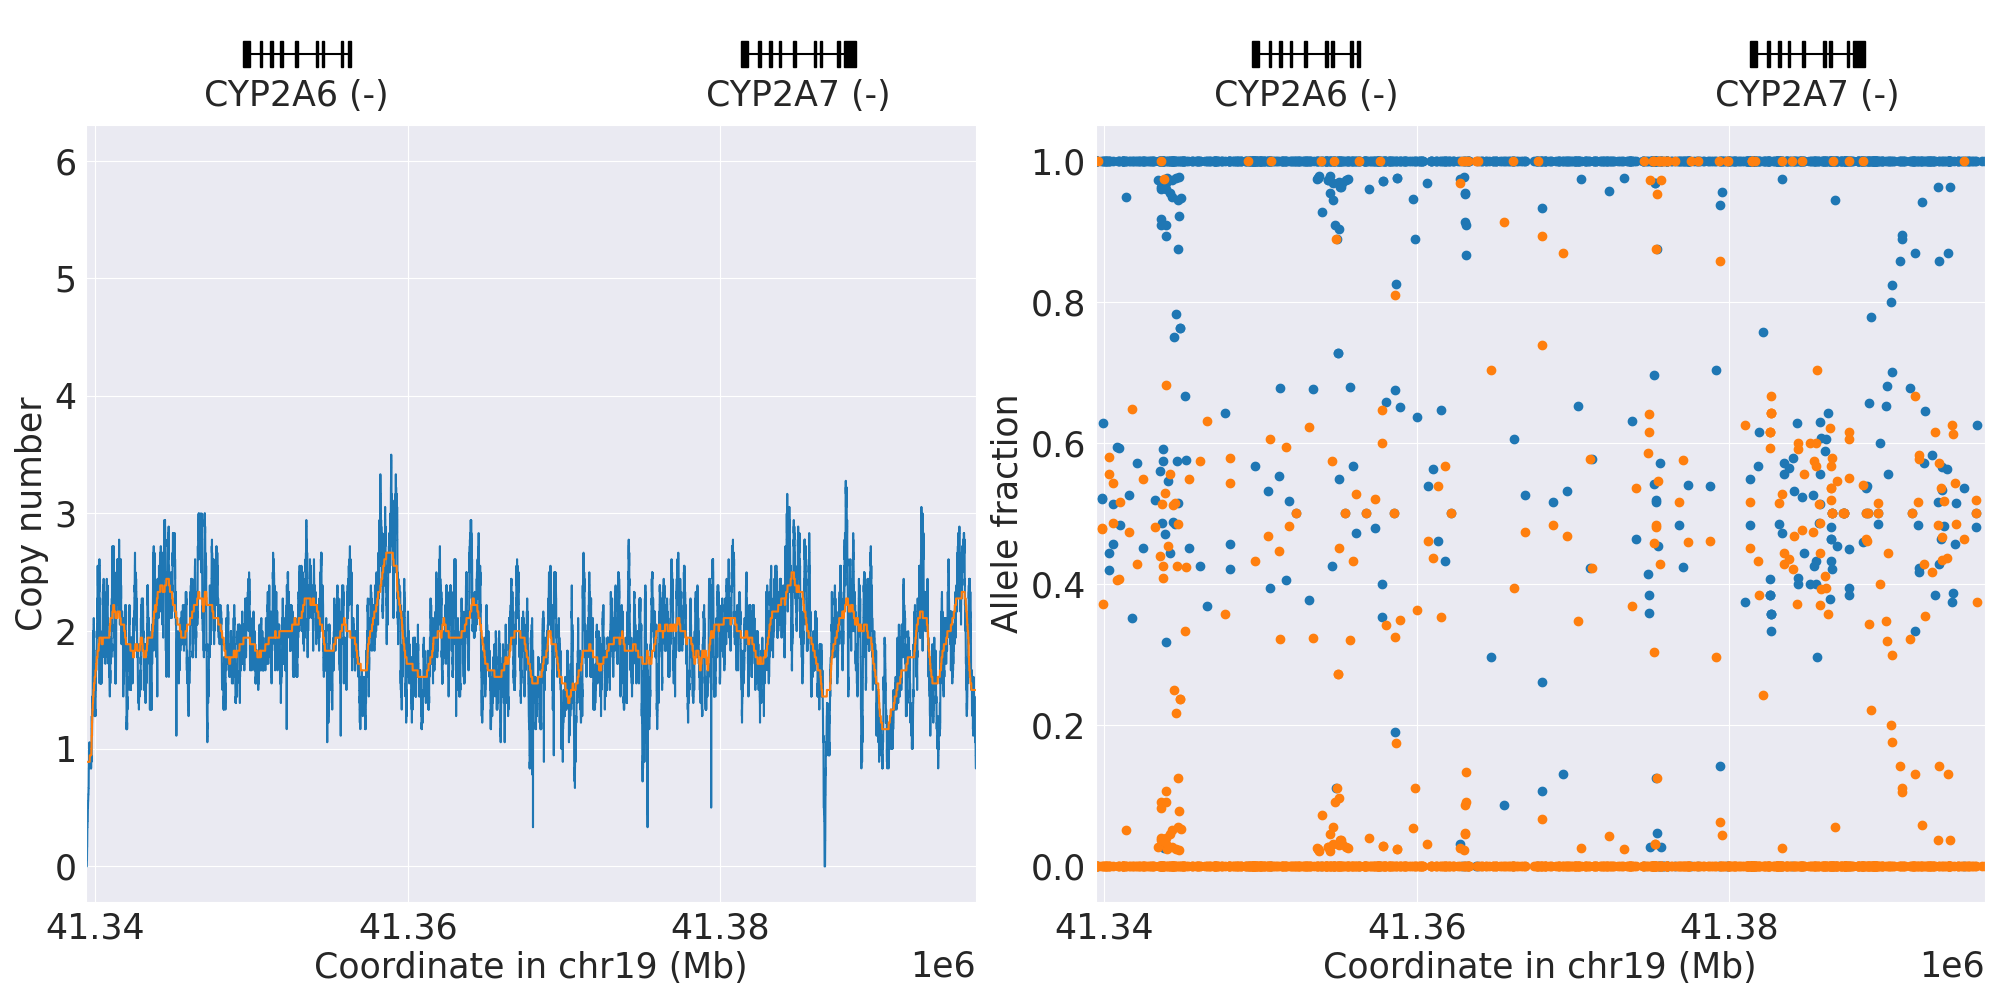 CYP2A6 (-) CYP2A7 (-)
CYP2A6 (-) CYP2A7 (-)
6
5
4
3
2
1
0
Copy number
41.34 41.36 41.38
Coordinate in chr19 (Mb) 1e6
1.0
0.8
0.6
0.4
0.2
0.0
Allele fraction
41.34 41.36 41.38
Coordinate in chr19 (Mb) 1e6